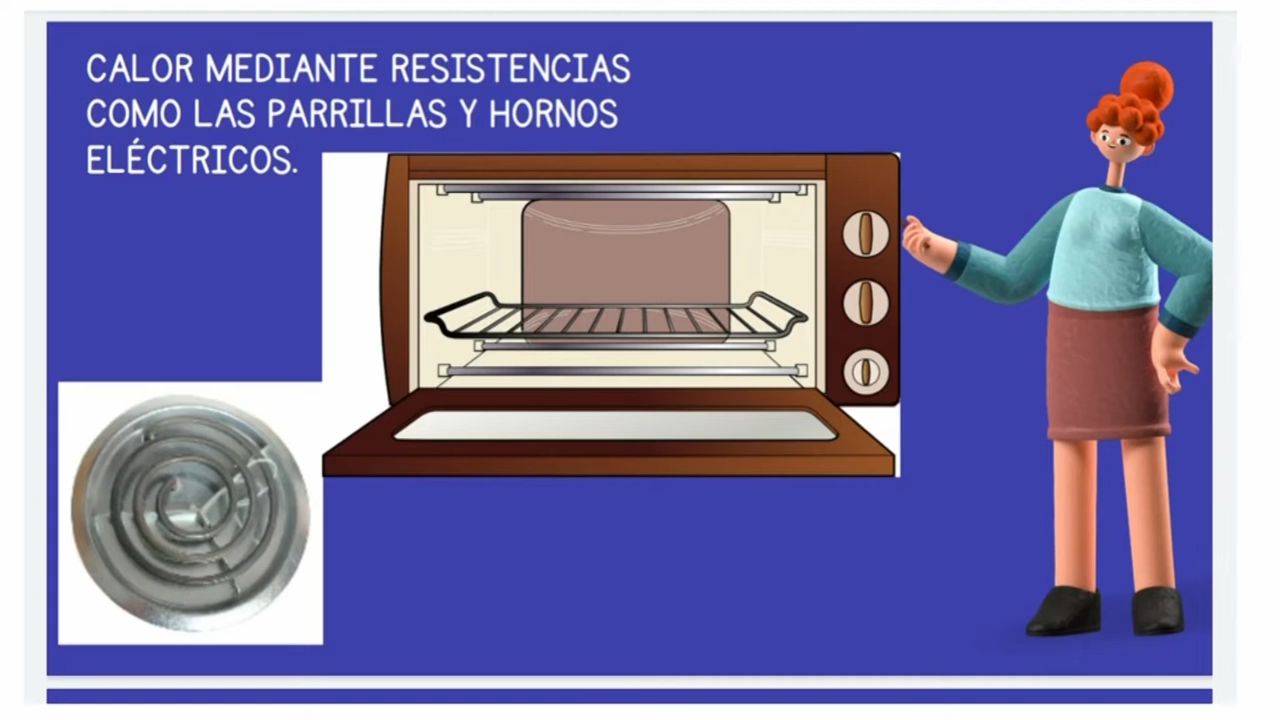 CALOR MEDIANTE RESISTENCIAS
COMO LAS PARRILLAS Y HORNOS
ELÉCTRICOS.